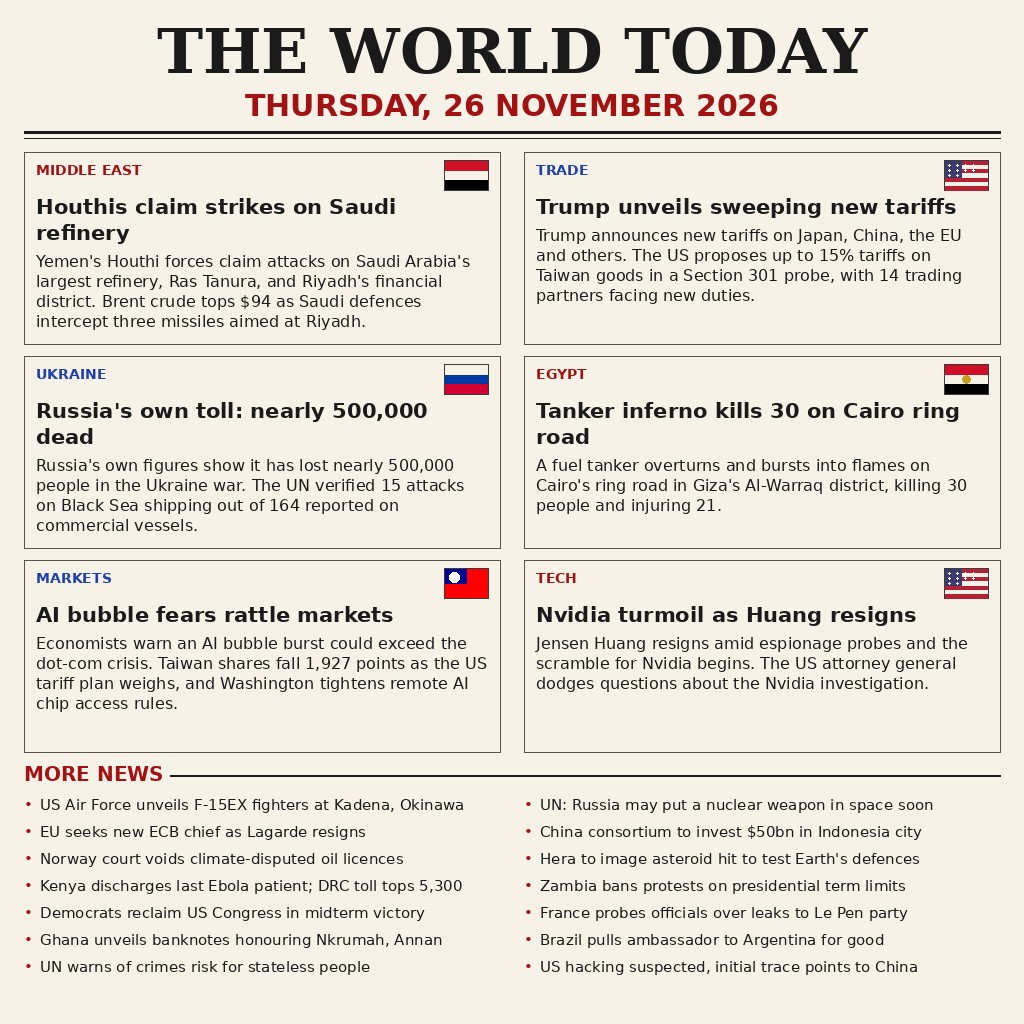 THE WORLD TODAY
THURSDAY, 26 NOVEMBER 2026
MIDDLE EAST
Houthis claim strikes on Saudi
refinery
Yemen's Houthi forces claim attacks on Saudi Arabia's
largest refinery, Ras Tanura, and Riyadh's financial
district. Brent crude tops $94 as Saudi defences
intercept three missiles aimed at Riyadh.
TRADE
Trump unveils sweeping new tariffs
Trump announces new tariffs on Japan, China, the EU
and others. The US proposes up to 15% tariffs on
Taiwan goods in a Section 301 probe, with 14 trading
partners facing new duties.
UKRAINE
Russia's own toll: nearly 500,000
dead
Russia's own figures show it has lost nearly 500,000
people in the Ukraine war. The UN verified 15 attacks
on Black Sea shipping out of 164 reported on
commercial vessels.
EGYPT
Tanker inferno kills 30 on Cairo ring
road
A fuel tanker overturns and bursts into flames on
Cairo's ring road in Giza's Al-Warraq district, killing 30
people and injuring 21.
MARKETS
AI bubble fears rattle markets
Economists warn an AI bubble burst could exceed the
dot-com crisis. Taiwan shares fall 1,927 points as the US
tariff plan weighs, and Washington tightens remote AI
chip access rules.
TECH
Nvidia turmoil as Huang resigns
Jensen Huang resigns amid espionage probes and the
scramble for Nvidia begins. The US attorney general
dodges questions about the Nvidia investigation.
MORE NEWS
• US Air Force unveils F-15EX fighters at Kadena, Okinawa
• EU seeks new ECB chief as Lagarde resigns
• Norway court voids climate-disputed oil licences
• Kenya discharges last Ebola patient; DRC toll tops 5,300
• Democrats reclaim US Congress in midterm victory
• Ghana unveils banknotes honouring Nkrumah, Annan
• UN warns of crimes risk for stateless people
• UN: Russia may put a nuclear weapon in space soon
• China consortium to invest $50bn in Indonesia city
• Hera to image asteroid hit to test Earth's defences
• Zambia bans protests on presidential term limits
• France probes officials over leaks to Le Pen party
• Brazil pulls ambassador to Argentina for good
• US hacking suspected, initial trace points to China